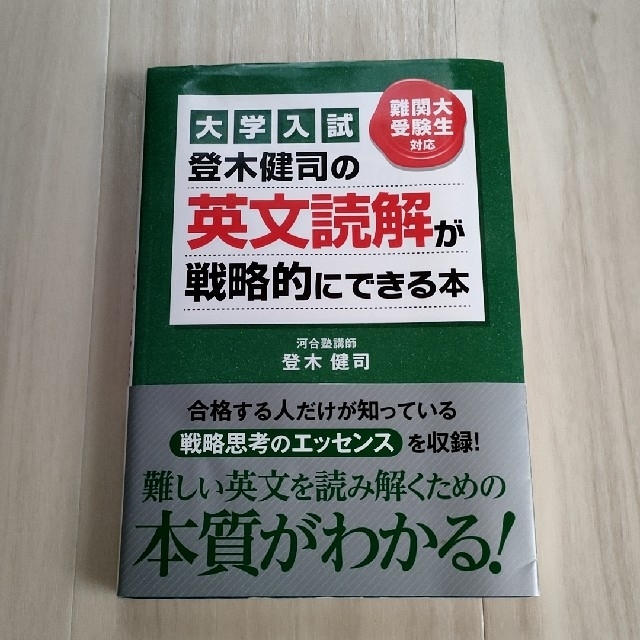 大学入試
難関大
受験生
対応
登木健司の
英文読解が
戦略的にできる本
河合塾講師
登木 健司
合格する人だけが知っている
戦略思考のエッセンスを収録!
難しい英文を読み解くための
本質がわかる!